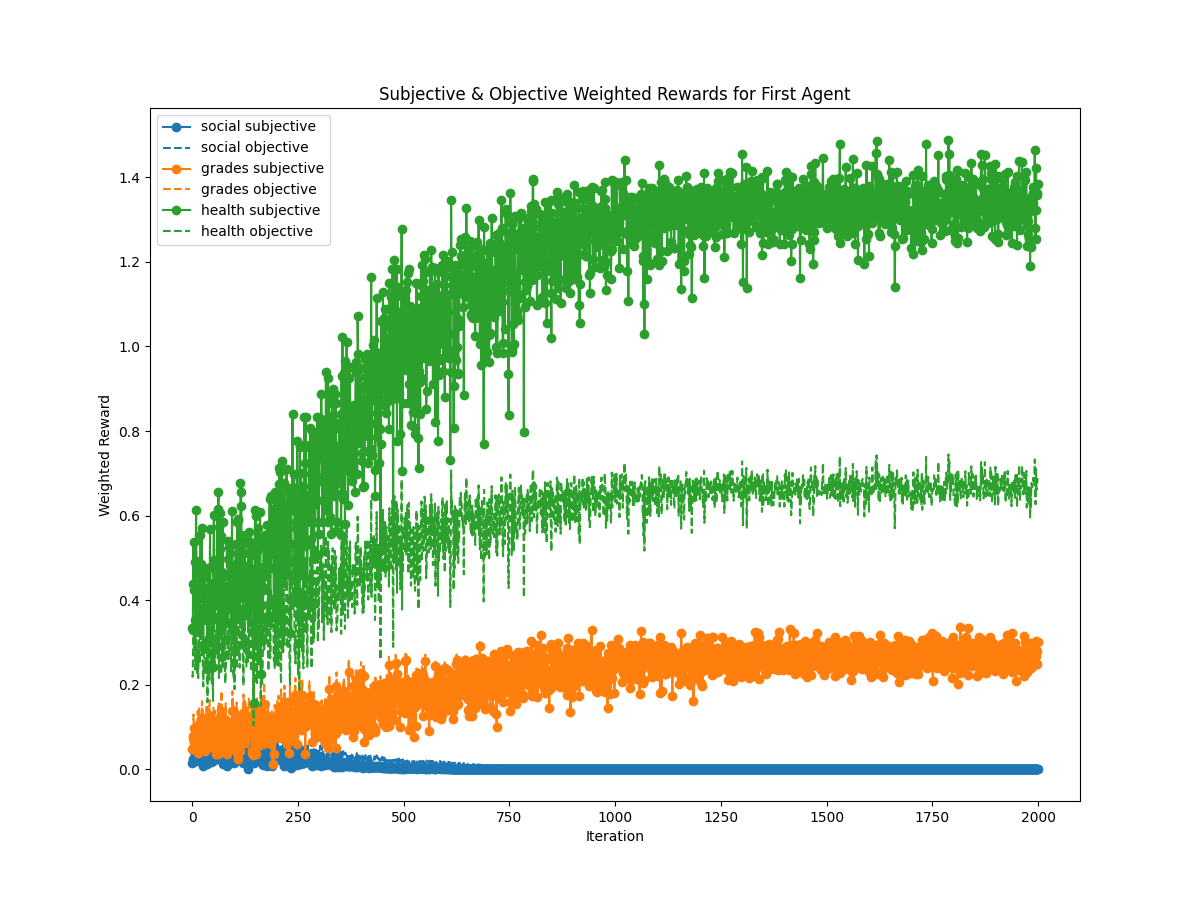 Subjective & Objective Weighted Rewards for First Agent
social subjective
social objective
grades subjective
grades objective
health subjective
health objective
Weighted Reward
1.4
1.2
1.0
0.8
0.6
0.4
0.2
0.0
0 250 500 750 1000 1250 1500 1750 2000
Iteration